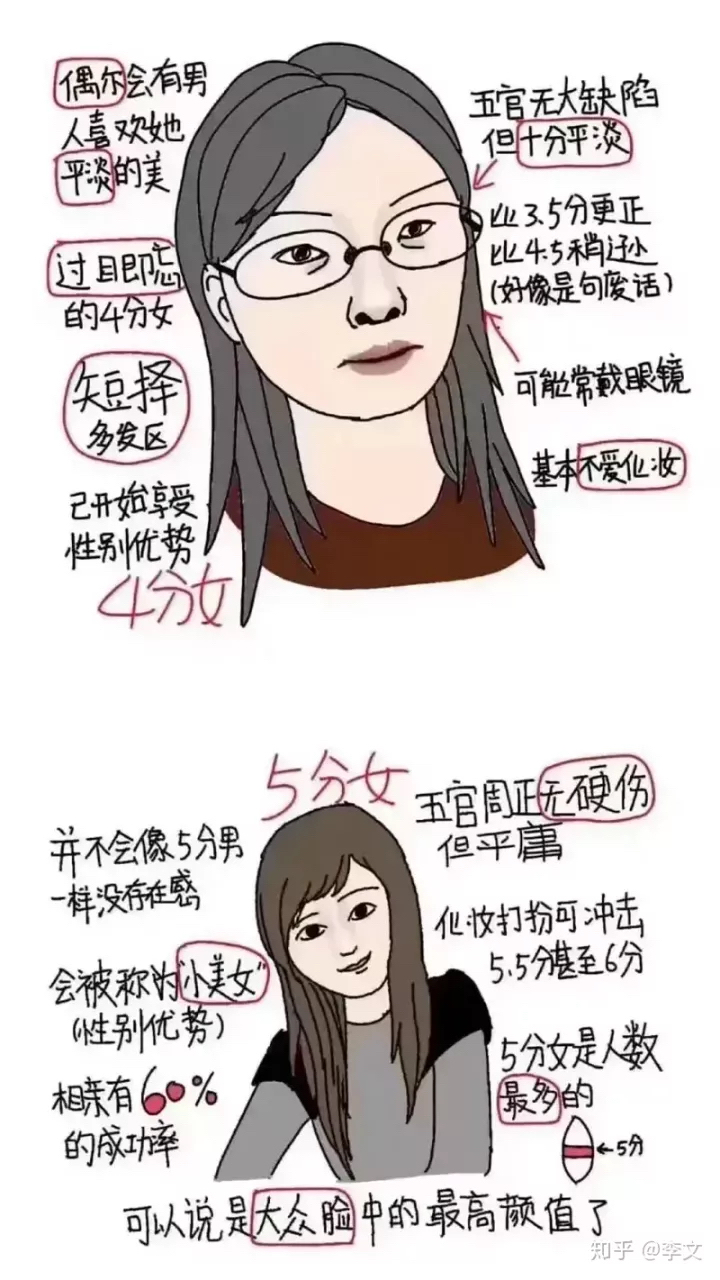 偶尔会有男
人喜欢她
平淡的美
五官无大缺陷
但十分平淡
比3.5分更正
比4.5稍逊
(好像是句废话)
过目即忘
的4分女
可能常戴眼镜
短择
多发区
基本不爱化妆
已开始享受
性别优势
4分女
5分女
五官周正无硬伤
但平庸
并不会像5分男
一样没存在感
化妆打扮可冲击
5.5分甚至6分
会被称为"小美女"
(性别优势)
5分女是人数
最多的
←5分
相亲有60%
的成功率
可以说是大众脸中的最高颜值了
知乎 @李文